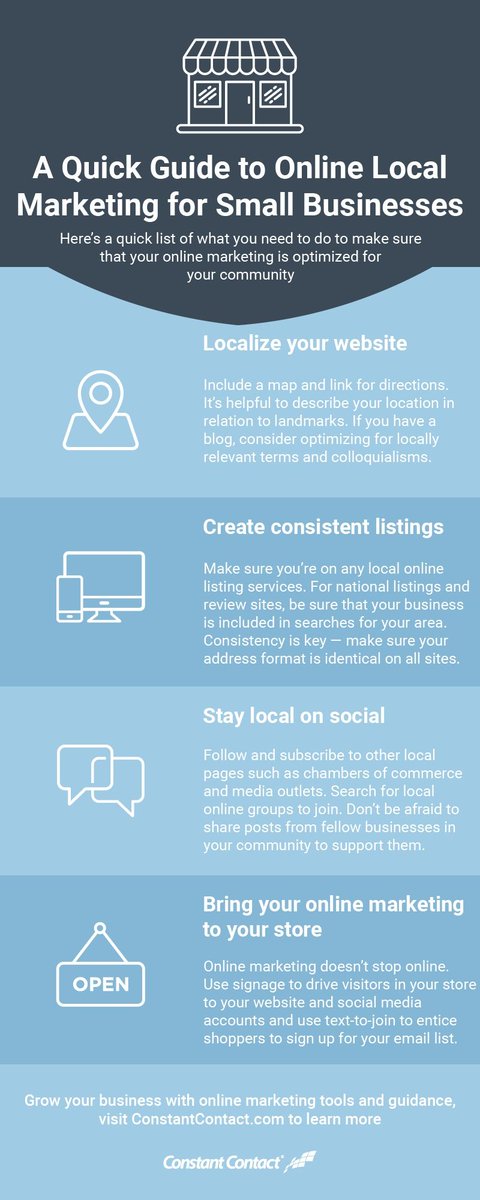 A Quick Guide to Online Local
Marketing for Small Businesses
Here's a quick list of what you need to do to make sure
that your online marketing is optimized for
your community
Localize your website
Include a map and link for directions.
It's helpful to describe your location in
relation to landmarks. If you have a
blog, consider optimizing for locally
relevant terms and colloquialisms.
Create consistent listings
Make sure you're on any local online
listing services. For national listings and
review sites, be sure that your business
is included in searches for your area.
Consistency is key — make sure your
address format is identical on all sites.
Stay local on social
Follow and subscribe to other local
pages such as chambers of commerce
and media outlets. Search for local
online groups to join. Don't be afraid to
share posts from fellow businesses in
your community to support them.
Bring your online marketing
to your store
OPEN
Online marketing doesn't stop online.
Use signage to drive visitors in your store
to your website and social media
accounts and use text-to-join to entice
shoppers to sign up for your email list.
Grow your business with online marketing tools and guidance,
visit ConstantContact.com to learn more
Constant Contact®